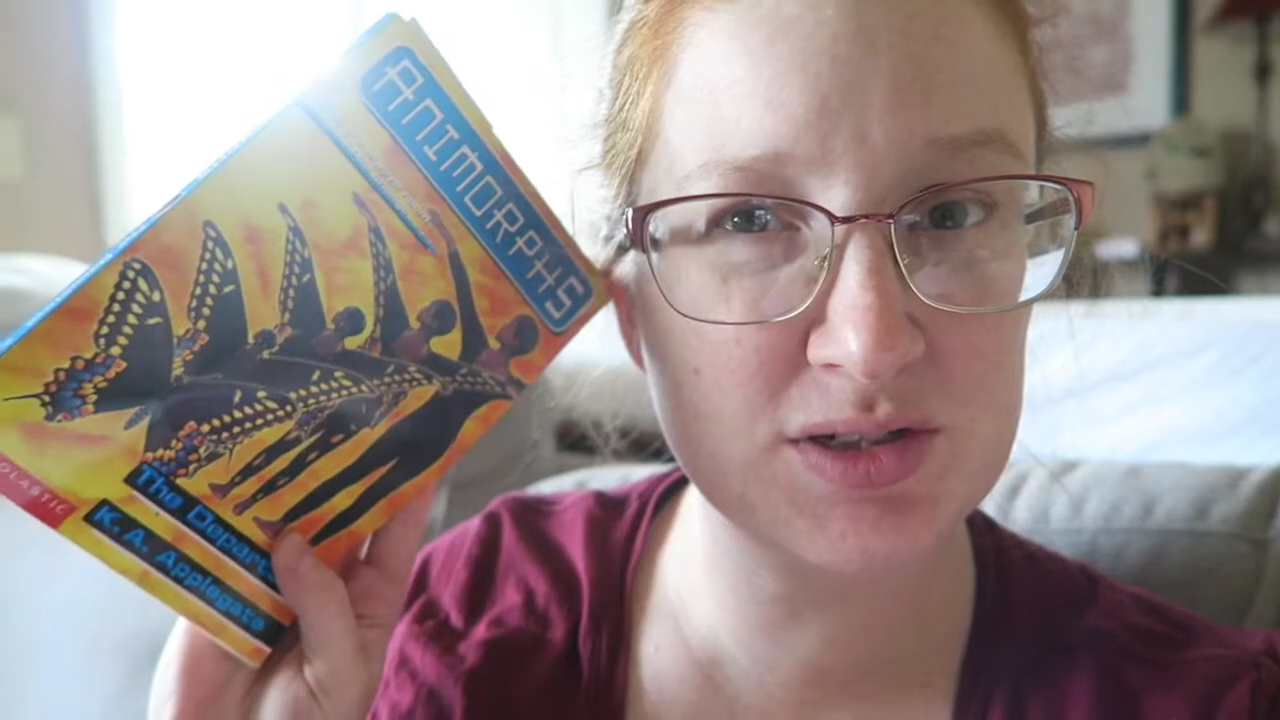 ANIMORPHS
The Depart
K. A. Applegate
OLASTIC